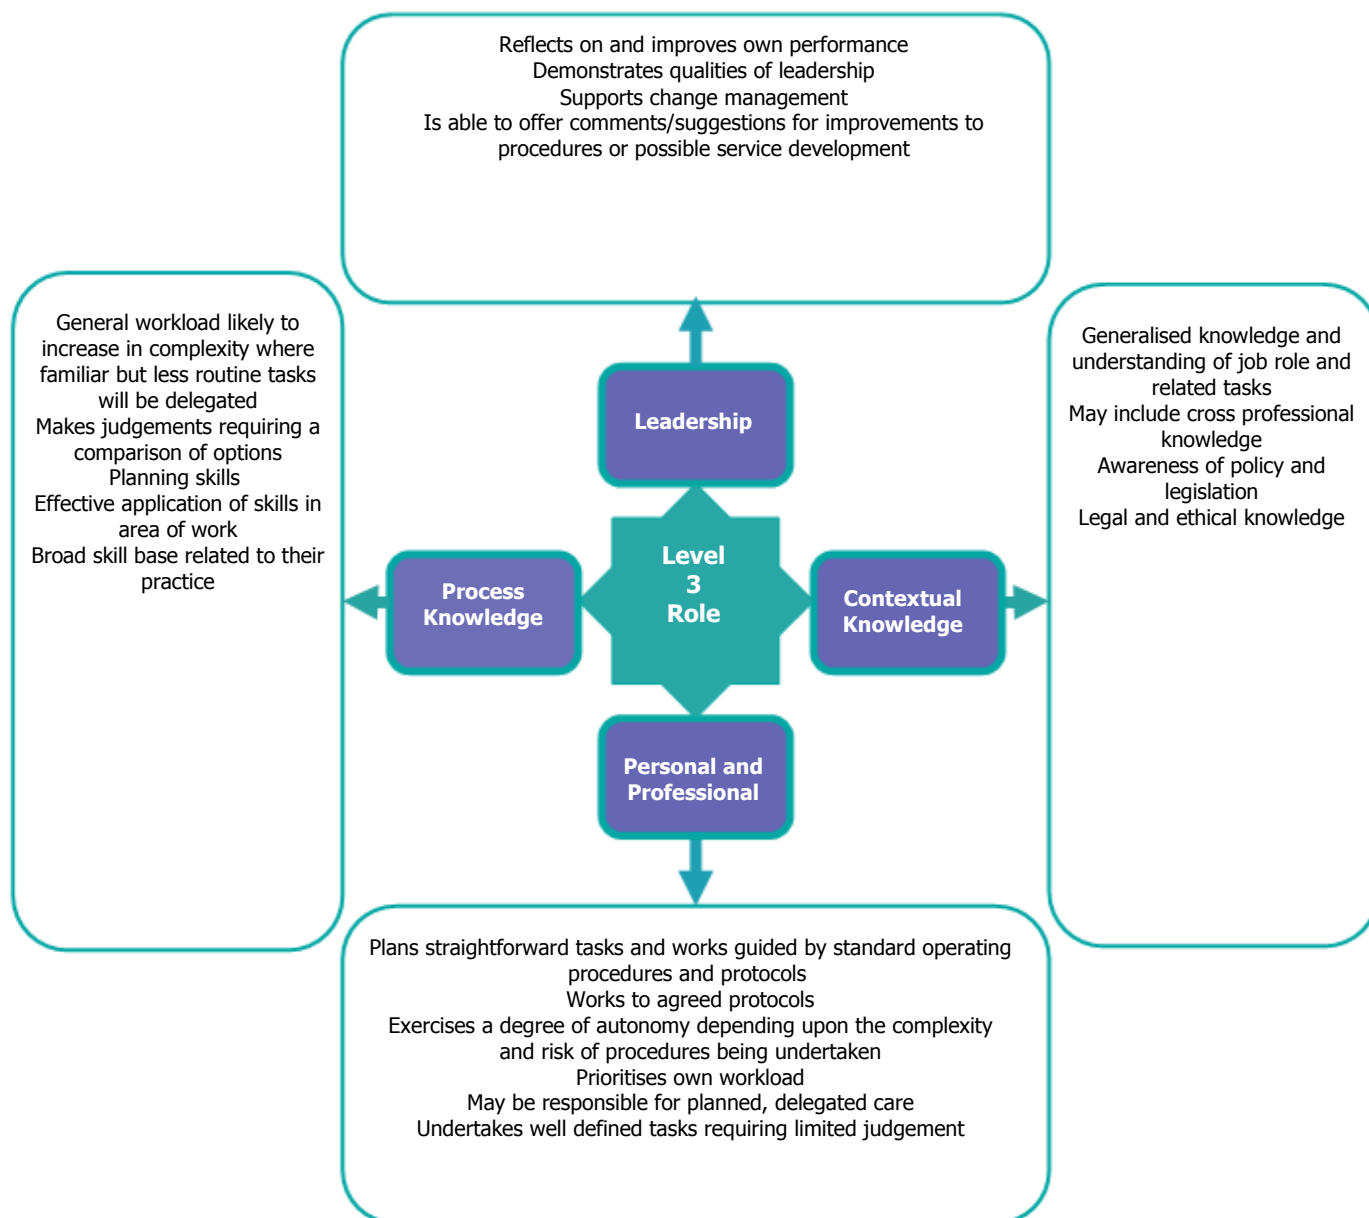 Reflects on and improves own performance
Demonstrates qualities of leadership
Supports change management
Is able to offer comments/suggestions for improvements to
procedures or possible service development
General workload likely to
increase in complexity where
familiar but less routine tasks
will be delegated
Makes judgements requiring a
comparison of options
Planning skills
Effective application of skills in
area of work
Broad skill base related to their
practice
Leadership
Process
Knowledge
Level
3
Role
Contextual
Knowledge
Personal and
Professional
Generalised knowledge and
understanding of job role and
related tasks
May include cross professional
knowledge
Awareness of policy and
legislation
Legal and ethical knowledge
Plans straightforward tasks and works guided by standard operating
procedures and protocols
Works to agreed protocols
Exercises a degree of autonomy depending upon the complexity
and risk of procedures being undertaken
Prioritises own workload
May be responsible for planned, delegated care
Undertakes well defined tasks requiring limited judgement